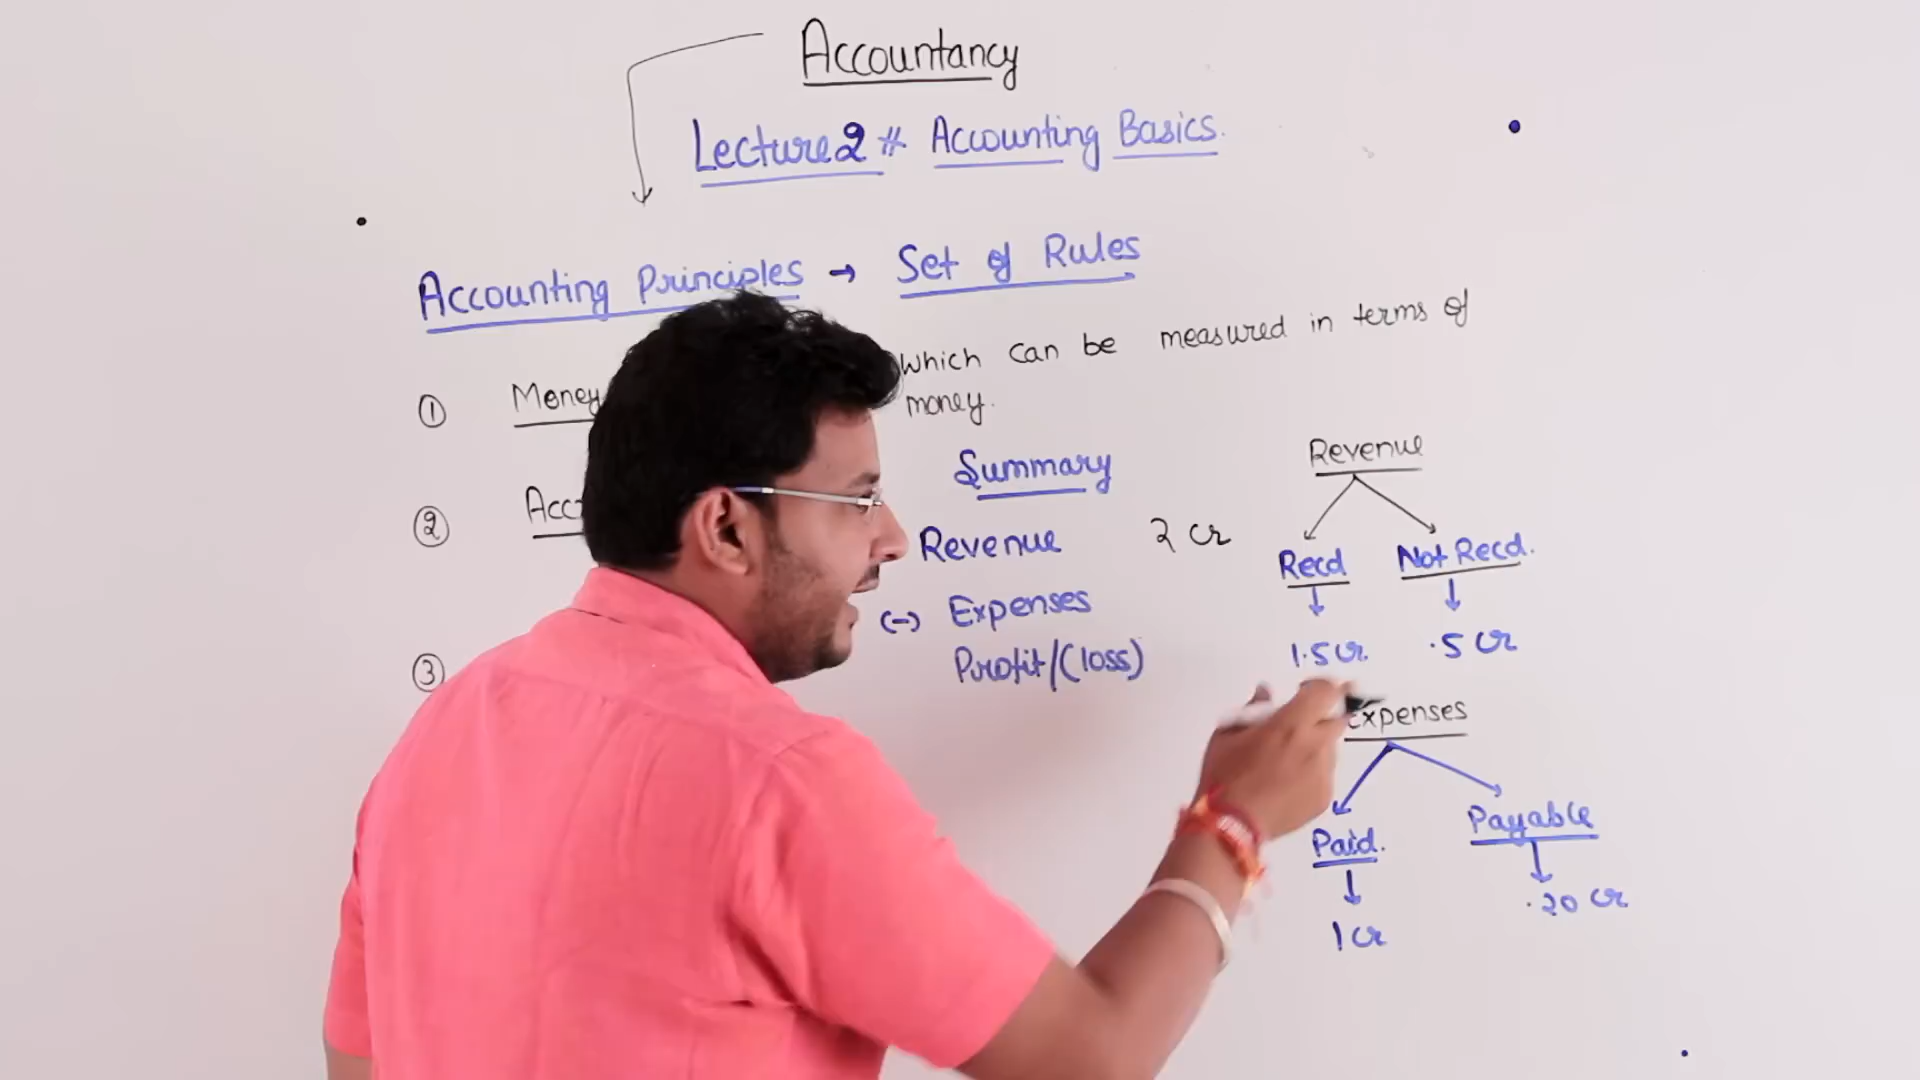 Accountancy
Lecture 2 # Accounting Basics.
Accounting Principles → Set of Rules
① Money which can be measured in terms of
money.
②
③
Summary
Revenue 2 cr
(-) Expenses
Profit/(loss)
Revenue
Recd Not Recd.
1.5 cr .5 cr
Expenses
Paid. Payable
1 cr .20 cr